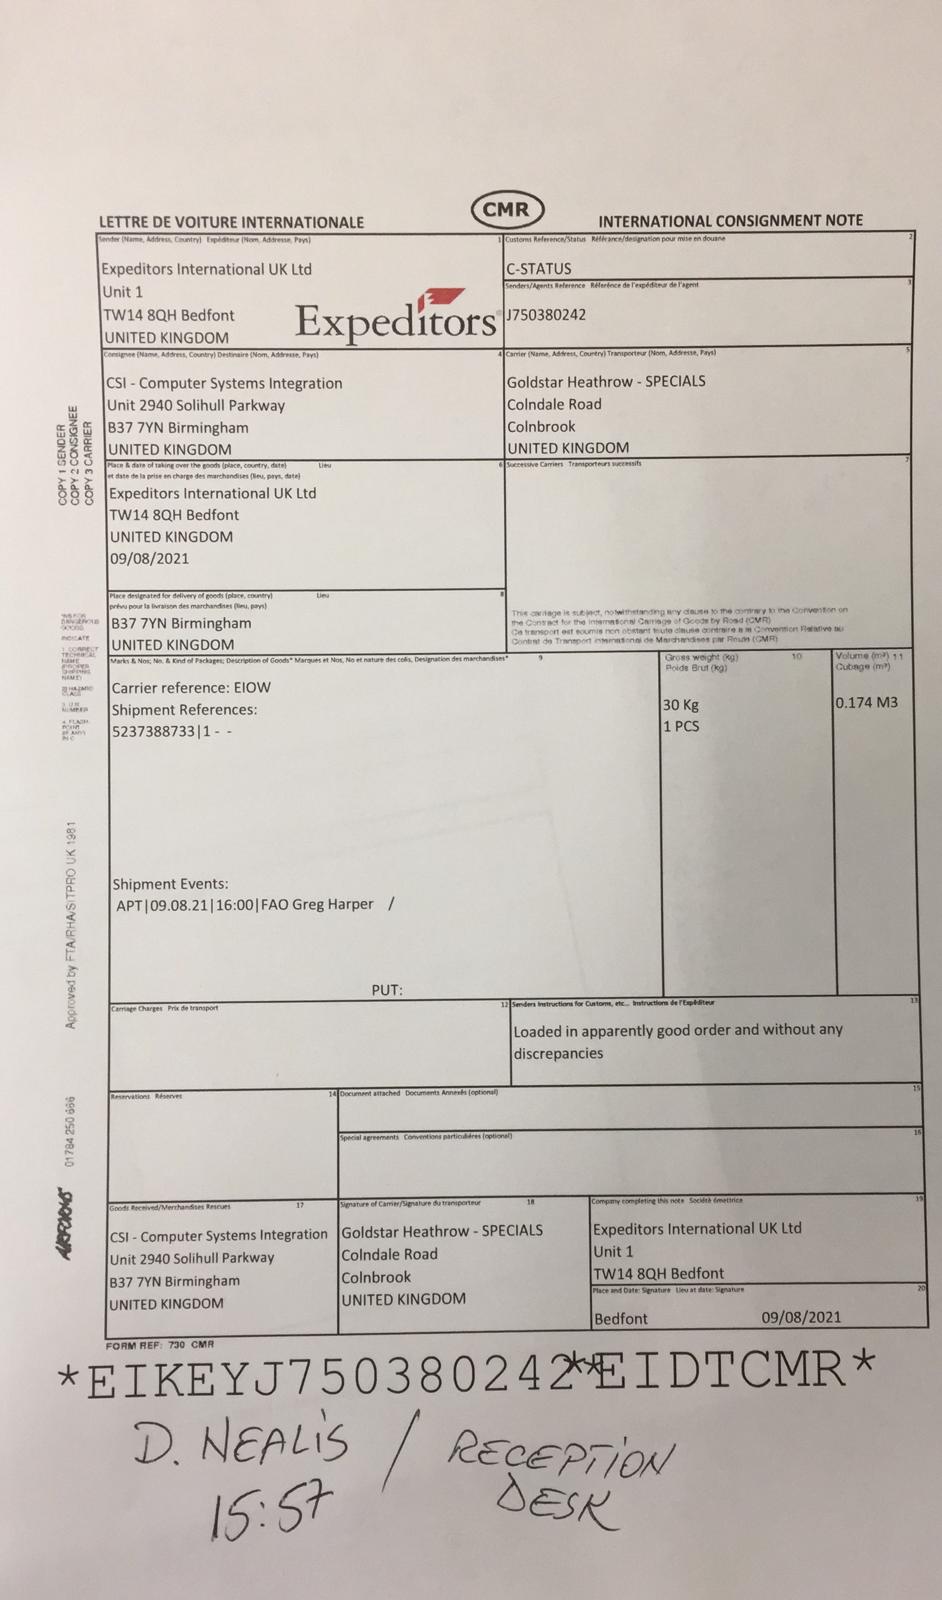 CMR
LETTRE DE VOITURE INTERNATIONALE
INTERNATIONAL CONSIGNMENT NOTE
Sender (Name, Address, Country) Expéditeur (Nom, Adresse, Pays) 1
Expeditors International UK Ltd
Unit 1
TW14 8QH Bedfont
UNITED KINGDOM
Expeditors
Customs Reference/Status Référance/designation pour mise en douane 2
C-STATUS
Senders/Agents Reference Référence de l'expéditeur de l'agent 3
J750380242
Consignee (Name, Address, Country) Destinaire (Nom, Addresse, Pays) 4
CSI - Computer Systems Integration
Unit 2940 Solihull Parkway
B37 7YN Birmingham
UNITED KINGDOM
Carrier (Name, Address, Country) Transporteur (Nom, Adresse, Pays) 5
Goldstar Heathrow - SPECIALS
Colndale Road
Colnbrook
UNITED KINGDOM
COPY 1 SENDER
COPY 2 CONSIGNEE
COPY 3 CARRIER
Place & date of taking over the goods (place, country, date) Lieu 6
et date de la prise en charge des marchandises (lieu, pays, date)
Expeditors International UK Ltd
TW14 8QH Bedfont
UNITED KINGDOM
09/08/2021
Successive Carriers Transporteurs successifs 7
Place designated for delivery of goods (place, country) Lieu 8
prévu pour la livraison des marchandises (lieu, pays)
B37 7YN Birmingham
UNITED KINGDOM
This carriage is subject, notwithstanding any clause to the contrary to the Convention on
the Contract for the International Carriage of Goods by Road (CMR)
Ce transport est soumis non obstant toute clause contraire a la Convention Relative au
Contrat de Transport International de Marchandises par Route (CMR)
DANGEROUS
GOODS
INDICATE
1. CORRECT
TECHNICAL
NAME
(PROPER
SHIPPING
NAME)
CLASS
NUMBER
4. FLASH
POINT
Marks & Nos; No. & Kind of Packages; Description of Goods* Marques et Nos, No et nature des colis, Designation des marchandises* 9
Carrier reference: EIOW
Shipment References:
5237388733|1 - -
Gross weight (kg) 10
Poids Brut (kg)
30 Kg
1 PCS
Volume (m³) 11
Cubage (m³)
0.174 M3
Shipment Events:
APT|09.08.21|16:00|FAO Greg Harper /
PUT:
Approved by FTA/RHA/SITPRO UK 1981
Carriage Charges Prix de transport 12
Senders Instructions for Customs, etc... Instructions de l'Expéditeur 13
Loaded in apparently good order and without any
discrepancies
Reservations Réserves 14
Document attached Documents Annexés (optional) 15
Special agreements Conventions particuliéres (optional) 16
01784 250 666
AIRFORMS
Goods Received/Merchandises Rescues 17
CSI - Computer Systems Integration
Unit 2940 Solihull Parkway
B37 7YN Birmingham
UNITED KINGDOM
Signature of Carrier/Signature du transporteur 18
Goldstar Heathrow - SPECIALS
Colndale Road
Colnbrook
UNITED KINGDOM
Company completing this note Société émettrice 19
Expeditors International UK Ltd
Unit 1
TW14 8QH Bedfont
Place and Date: Signature Lieu at date: Signature 20
Bedfont 09/08/2021
FORM REF: 730 CMR
*EIKEYJ750380242**EIDTCMR*
D. NEALIS / RECEPTION
DESK
15:57